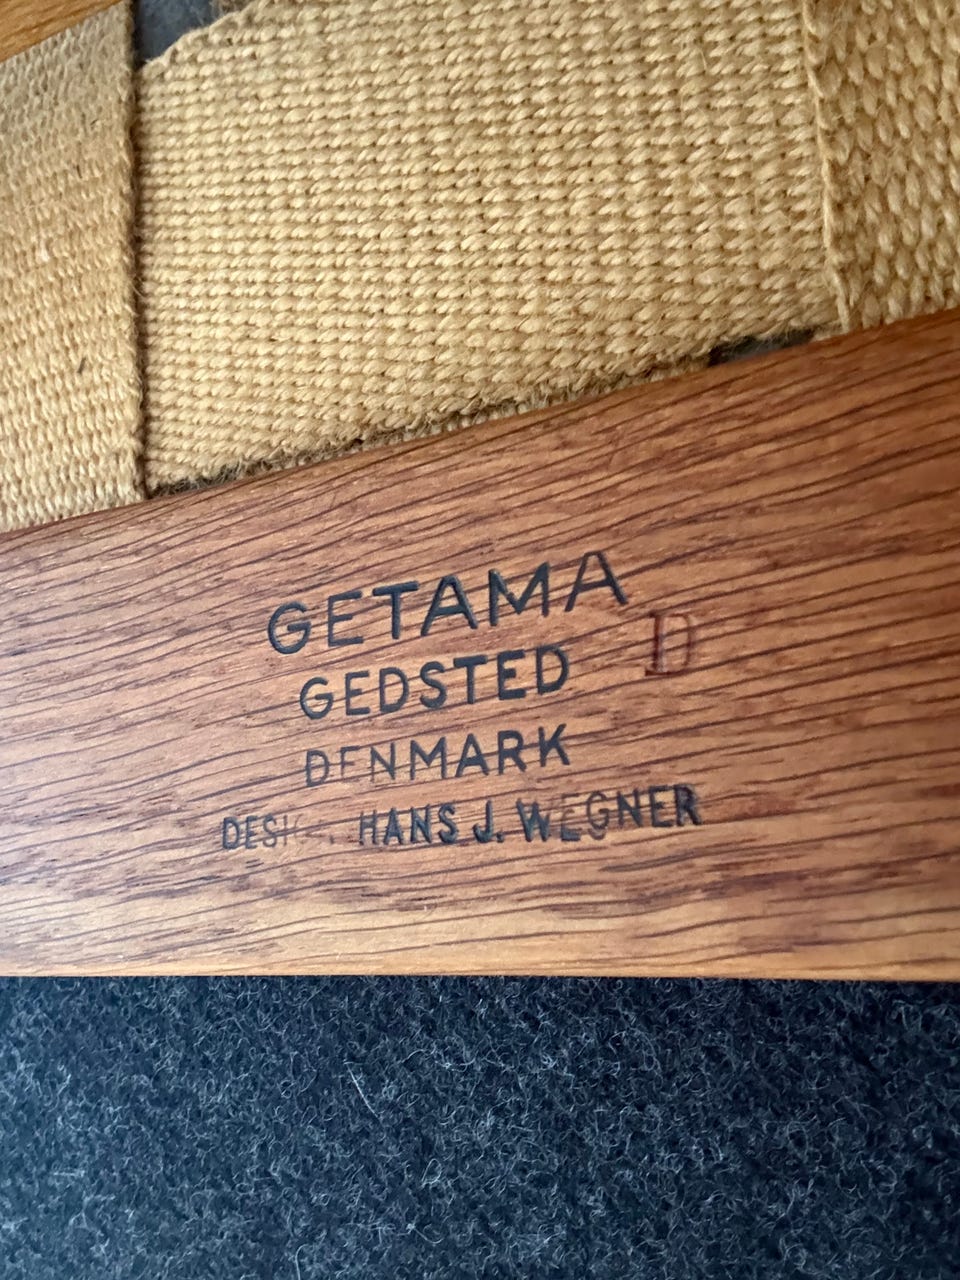 GETAMA
D
GEDSTED
DENMARK
HANS J. WEGNER